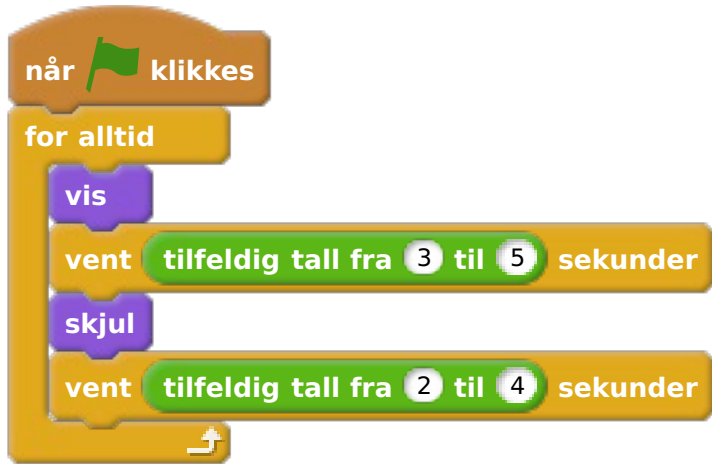 når klikkes
for alltid
vis
vent tilfeldig tall fra 3 til 5 sekunder
skjul
vent tilfeldig tall fra 2 til 4 sekunder